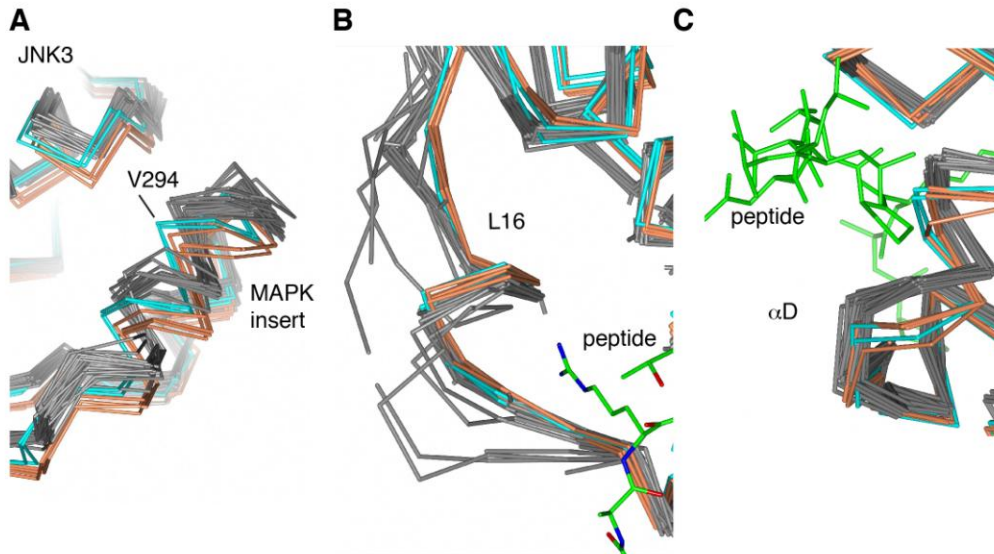 A
JNK3
V294
MAPK
insert
B
L16
peptide
C
peptide
αD